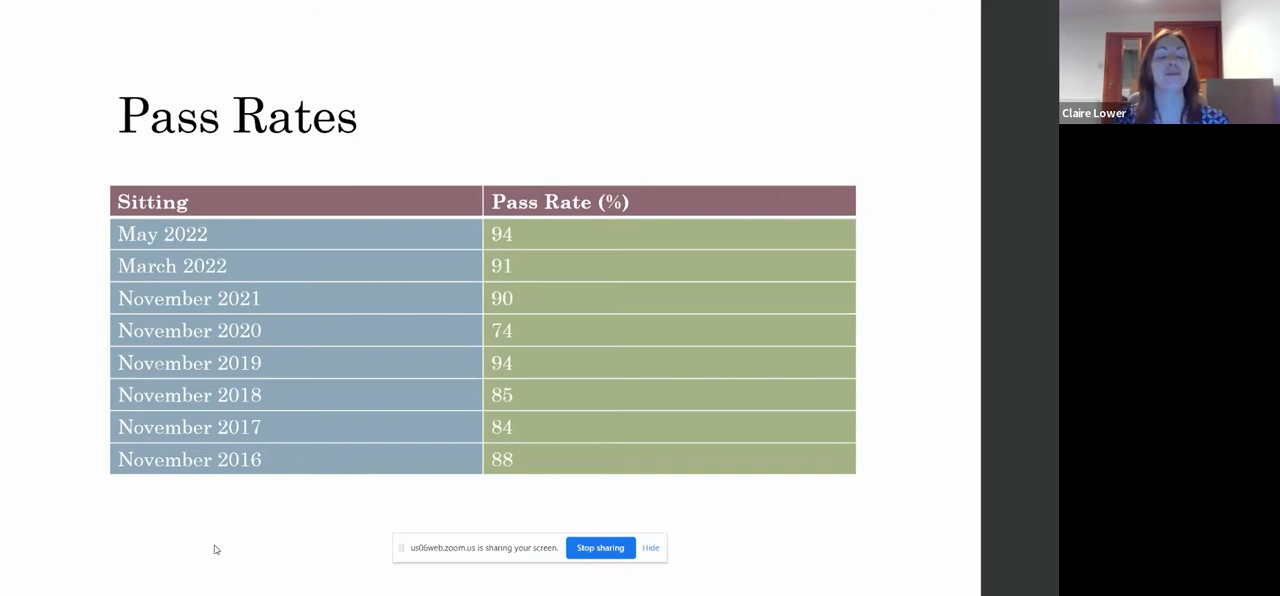 Pass Rates
Sitting Pass Rate (%)
May 2022 94
March 2022 91
November 2021 90
November 2020 74
November 2019 94
November 2018 85
November 2017 84
November 2016 88
us06web.zoom.us is sharing your screen. Stop sharing Hide
Claire Lower